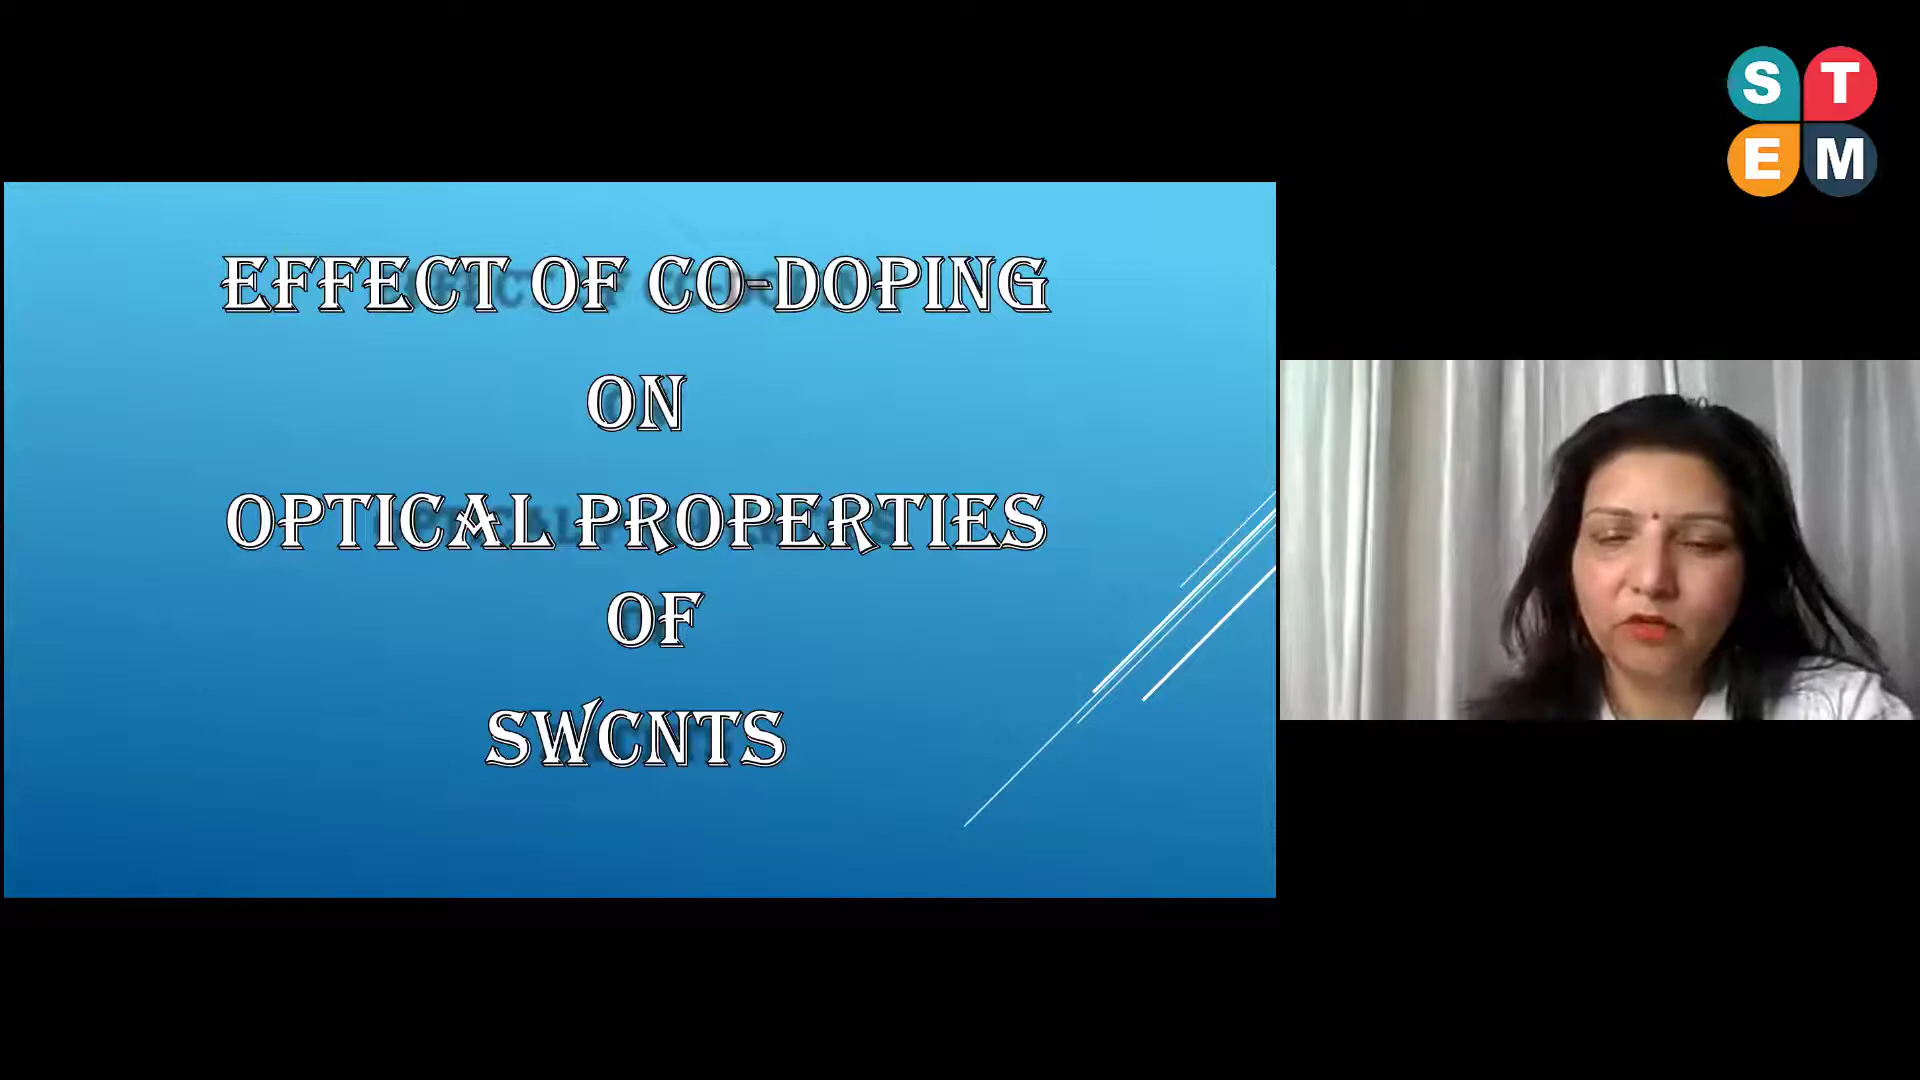 EFFECT OF CO-DOPING
ON
OPTICAL PROPERTIES
OF
SWCNTS
S T
E M